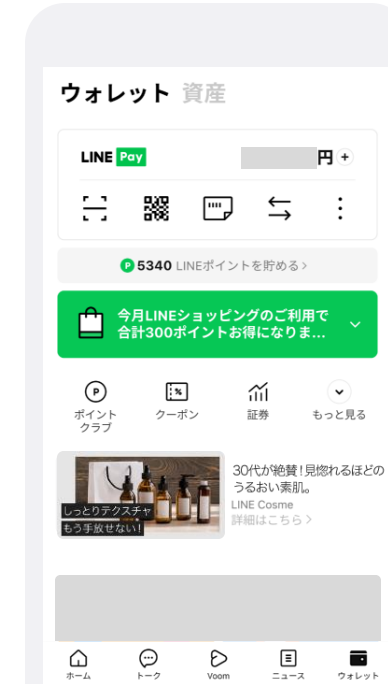 ウォレット 資産
LINE Pay
円 +
P 5340 LINEポイントを貯める >
今月LINEショッピングのご利用で
合計300ポイントお得になりま...
P
%
ポイント
クラブ
クーポン
証券
もっと見る
30代が絶賛!見惚れるほどの
うるおい素肌。
LINE Cosme
詳細はこちら >
しっとりテクスチャ
もう手放せない!
ホーム
トーク
Voom
ニュース
ウォレット